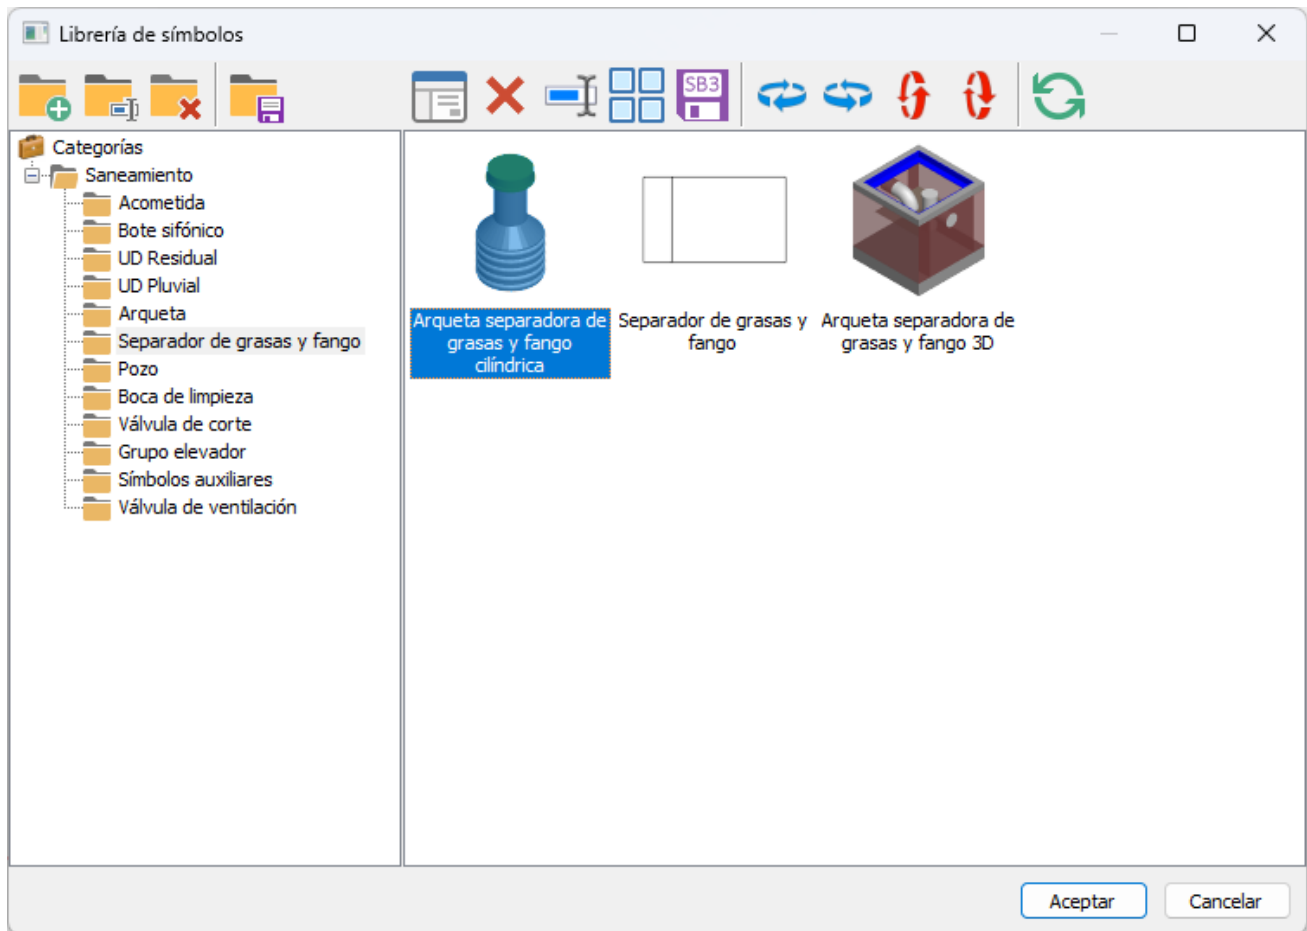 Librería de símbolos
SB3
Categorías
Saneamiento
Acometida
Bote sifónico
UD Residual
UD Pluvial
Arqueta
Separador de grasas y fango
Pozo
Boca de limpieza
Válvula de corte
Grupo elevador
Símbolos auxiliares
Válvula de ventilación
Arqueta separadora de
grasas y fango
cilíndrica
Separador de grasas y
fango
Arqueta separadora de
grasas y fango 3D
Aceptar
Cancelar